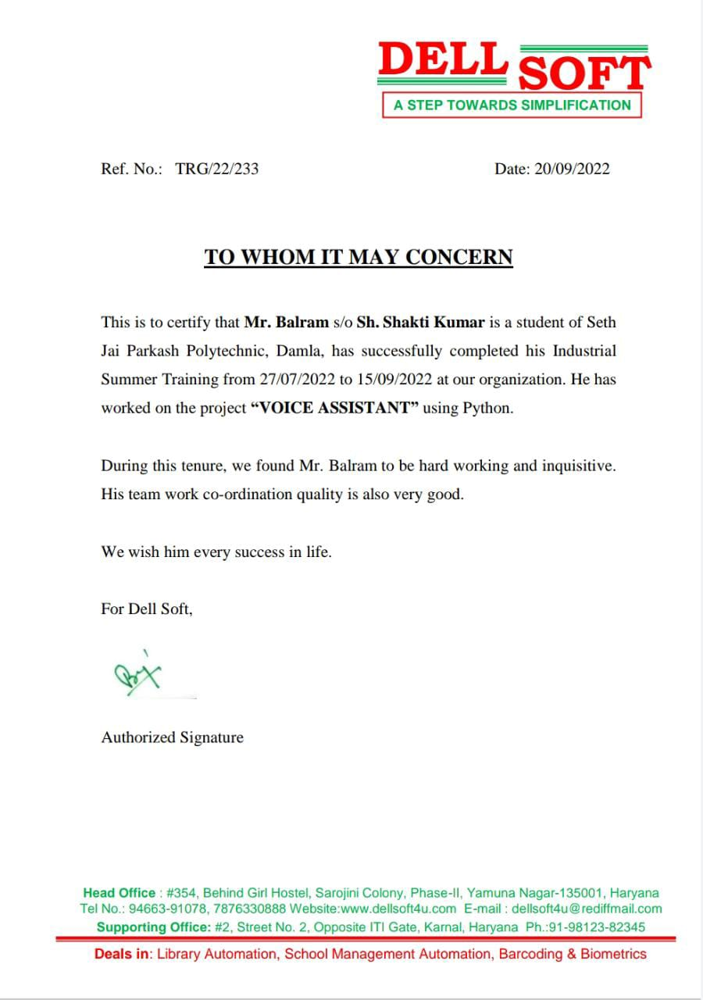 DELL SOFT
A STEP TOWARDS SIMPLIFICATION
Ref. No.: TRG/22/233 Date: 20/09/2022
TO WHOM IT MAY CONCERN
This is to certify that Mr. Balram s/o Sh. Shakti Kumar is a student of Seth
Jai Parkash Polytechnic, Damla, has successfully completed his Industrial
Summer Training from 27/07/2022 to 15/09/2022 at our organization. He has
worked on the project “VOICE ASSISTANT” using Python.
During this tenure, we found Mr. Balram to be hard working and inquisitive.
His team work co-ordination quality is also very good.
We wish him every success in life.
For Dell Soft,
Authorized Signature
Head Office : #354, Behind Girl Hostel, Sarojini Colony, Phase-II, Yamuna Nagar-135001, Haryana
Tel No.: 94663-91078, 7876330888 Website:www.dellsoft4u.com E-mail : dellsoft4u@rediffmail.com
Supporting Office: #2, Street No. 2, Opposite ITI Gate, Karnal, Haryana Ph.:91-98123-82345
Deals in: Library Automation, School Management Automation, Barcoding & Biometrics